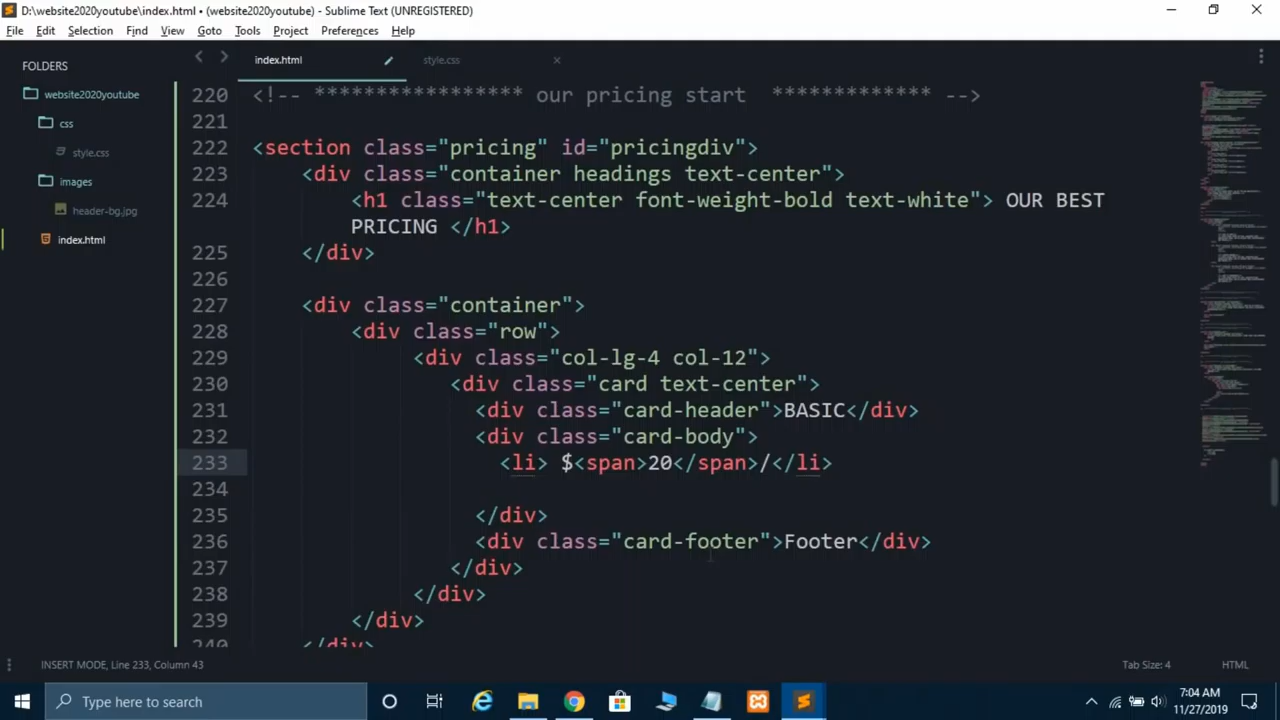 D:\website2020youtube\index.html • (website2020youtube) - Sublime Text (UNREGISTERED)
File Edit Selection Find View Goto Tools Project Preferences Help
FOLDERS
website2020youtube
css
style.css
images
header-bg.jpg
index.html
index.html style.css
220 <!-- ***************** our pricing start ************* -->
221
222 <section class="pricing" id="pricingdiv">
223 <div class="container headings text-center">
224 <h1 class="text-center font-weight-bold text-white"> OUR BEST
PRICING </h1>
225 </div>
226
227 <div class="container">
228 <div class="row">
229 <div class="col-lg-4 col-12">
230 <div class="card text-center">
231 <div class="card-header">BASIC</div>
232 <div class="card-body">
233 <li> $<span>20</span>/</li>
234
235 </div>
236 <div class="card-footer">Footer</div>
237 </div>
238 </div>
239 </div>
240 </div>
INSERT MODE, Line 233, Column 43
Tab Size: 4 HTML
Type here to search
7:04 AM
11/27/2019